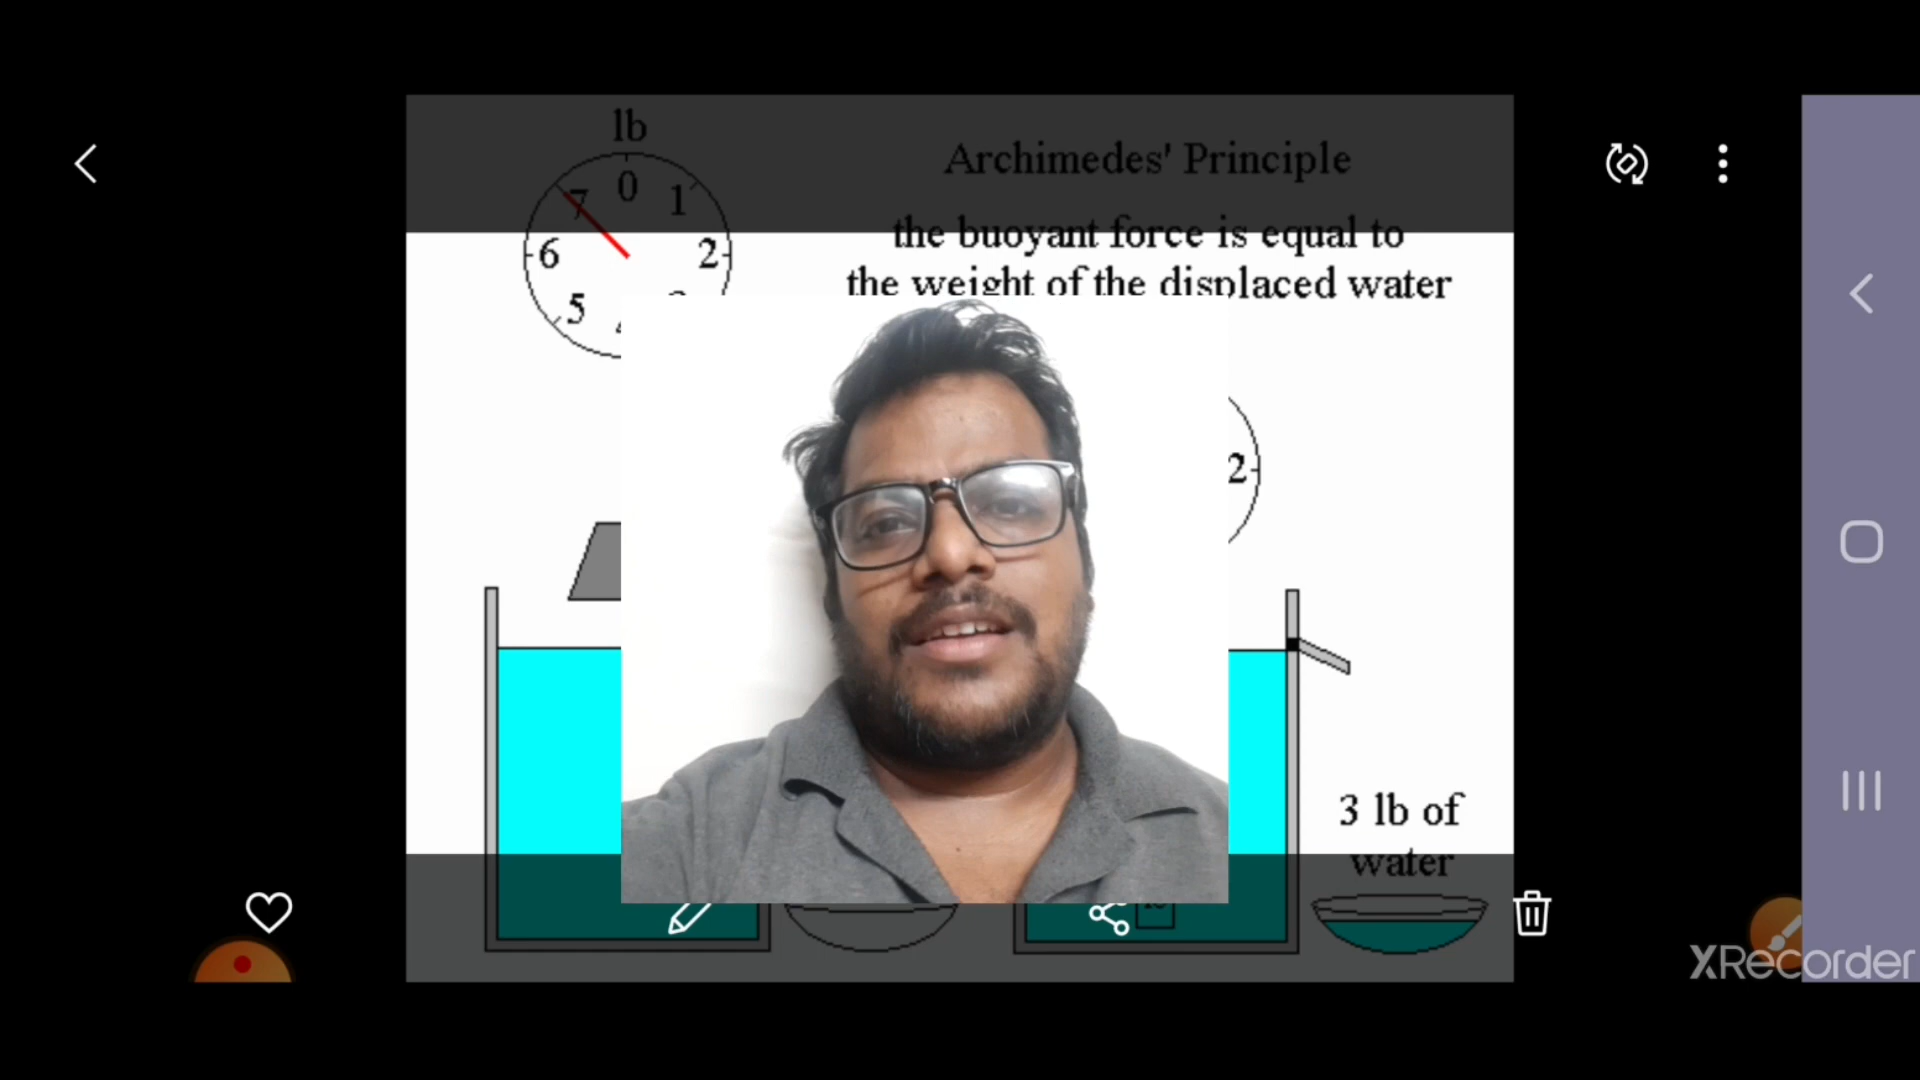 lb
0
1
2
5
6
7
Archimedes' Principle
the buoyant force is equal to
the weight of the displaced water
2
3 lb of
water
XRecorder